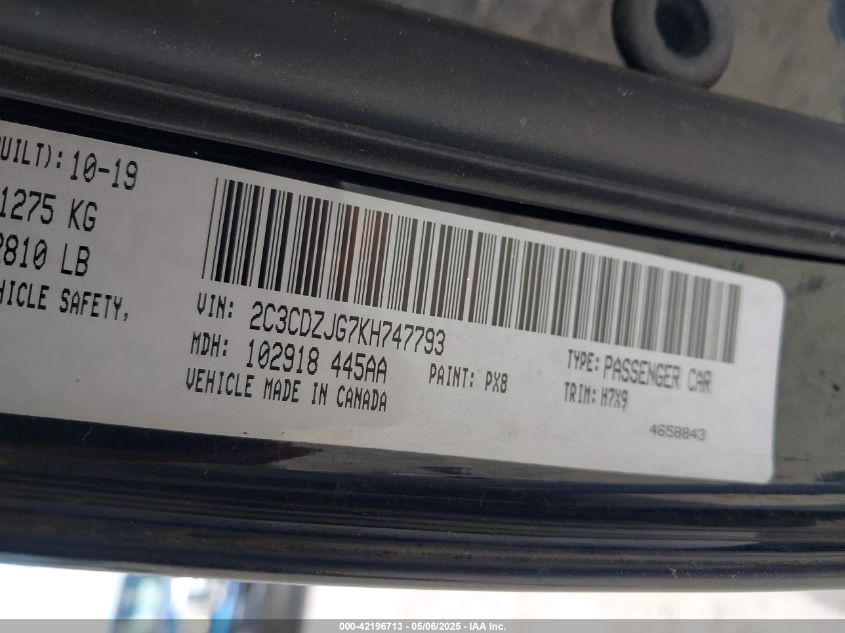 UILT): 10-19
1275 KG
2810 LB
HICLE SAFETY,
VIN: 2C3CDZJG7KH747793
MDH: 102918 445AA
PAINT: PX8
TYPE: PASSENGER CAR
VEHICLE MADE IN CANADA
TRIM: H7X9
4658843
000-42196713 - 05/06/2025 - IAA Inc.